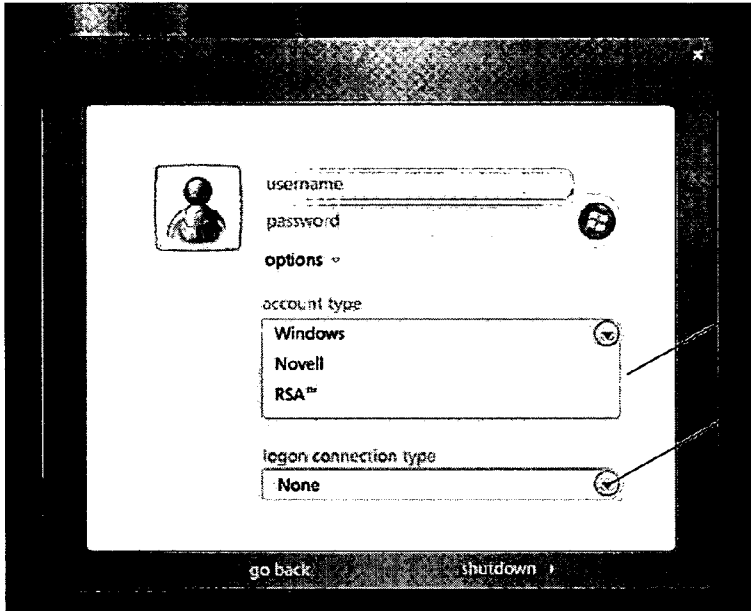 username
password
options
account type
Windows
Novell
RSA™
logon connection type
None
go back
shutdown